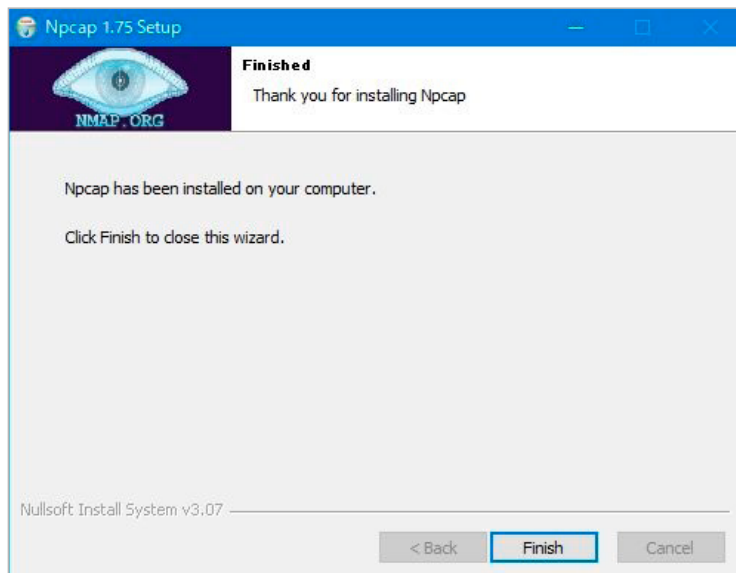 Npcap 1.75 Setup
NMAP.ORG
Finished
Thank you for installing Npcap
Npcap has been installed on your computer.
Click Finish to close this wizard.
Nullsoft Install System v3.07
< Back
Finish
Cancel